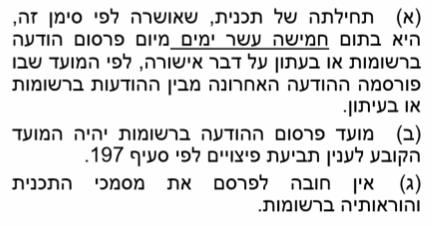 (א) תחילתה של תכנית, שאושרה לפי סימן זה,
היא בתום חמישה עשר ימים מיום פרסום הודעה
ברשומות או בעתון על דבר אישורה, לפי המועד שבו
פורסמה ההודעה האחרונה מבין ההודעות ברשומות
או בעיתון.
(ב) מועד פרסום ההודעה ברשומות יהיה המועד
הקובע לענין תביעת פיצויים לפי סעיף 197.
(ג) אין חובה לפרסם את מסמכי התכנית
והוראותיה ברשומות.